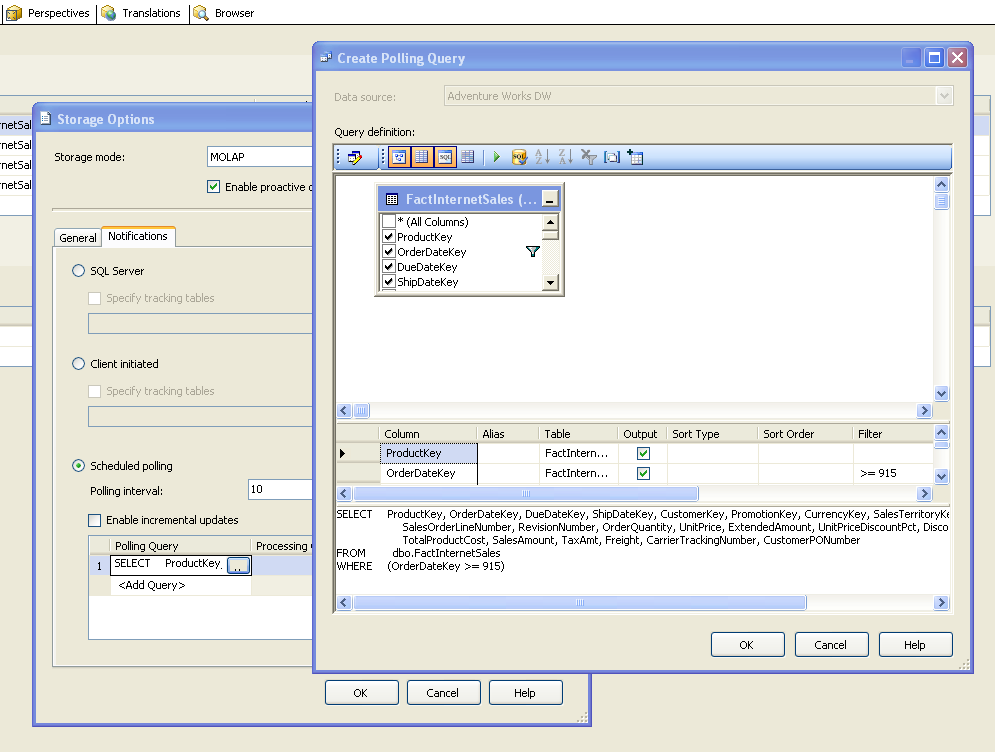 Perspectives Translations Browser
Create Polling Query
Data source: Adventure Works DW
Query definition:
FactInternetSales (...
* (All Columns)
ProductKey
OrderDateKey
DueDateKey
ShipDateKey
Column Alias Table Output Sort Type Sort Order Filter
ProductKey FactIntern...
OrderDateKey FactIntern... >= 915
SELECT ProductKey, OrderDateKey, DueDateKey, ShipDateKey, CustomerKey, PromotionKey, CurrencyKey, SalesTerritoryKe
SalesOrderLineNumber, RevisionNumber, OrderQuantity, UnitPrice, ExtendedAmount, UnitPriceDiscountPct, Disco
TotalProductCost, SalesAmount, TaxAmt, Freight, CarrierTrackingNumber, CustomerPONumber
FROM dbo.FactInternetSales
WHERE (OrderDateKey >= 915)
OK Cancel Help
rnetSal
rnetSal
rnetSal
rnetSal
Storage Options
Storage mode: MOLAP
Enable proactive c
General Notifications
SQL Server
Specify tracking tables
Client initiated
Specify tracking tables
Scheduled polling
Polling interval: 10
Enable incremental updates
Polling Query Processing
1 SELECT ProductKey, ...
<Add Query>
OK Cancel Help